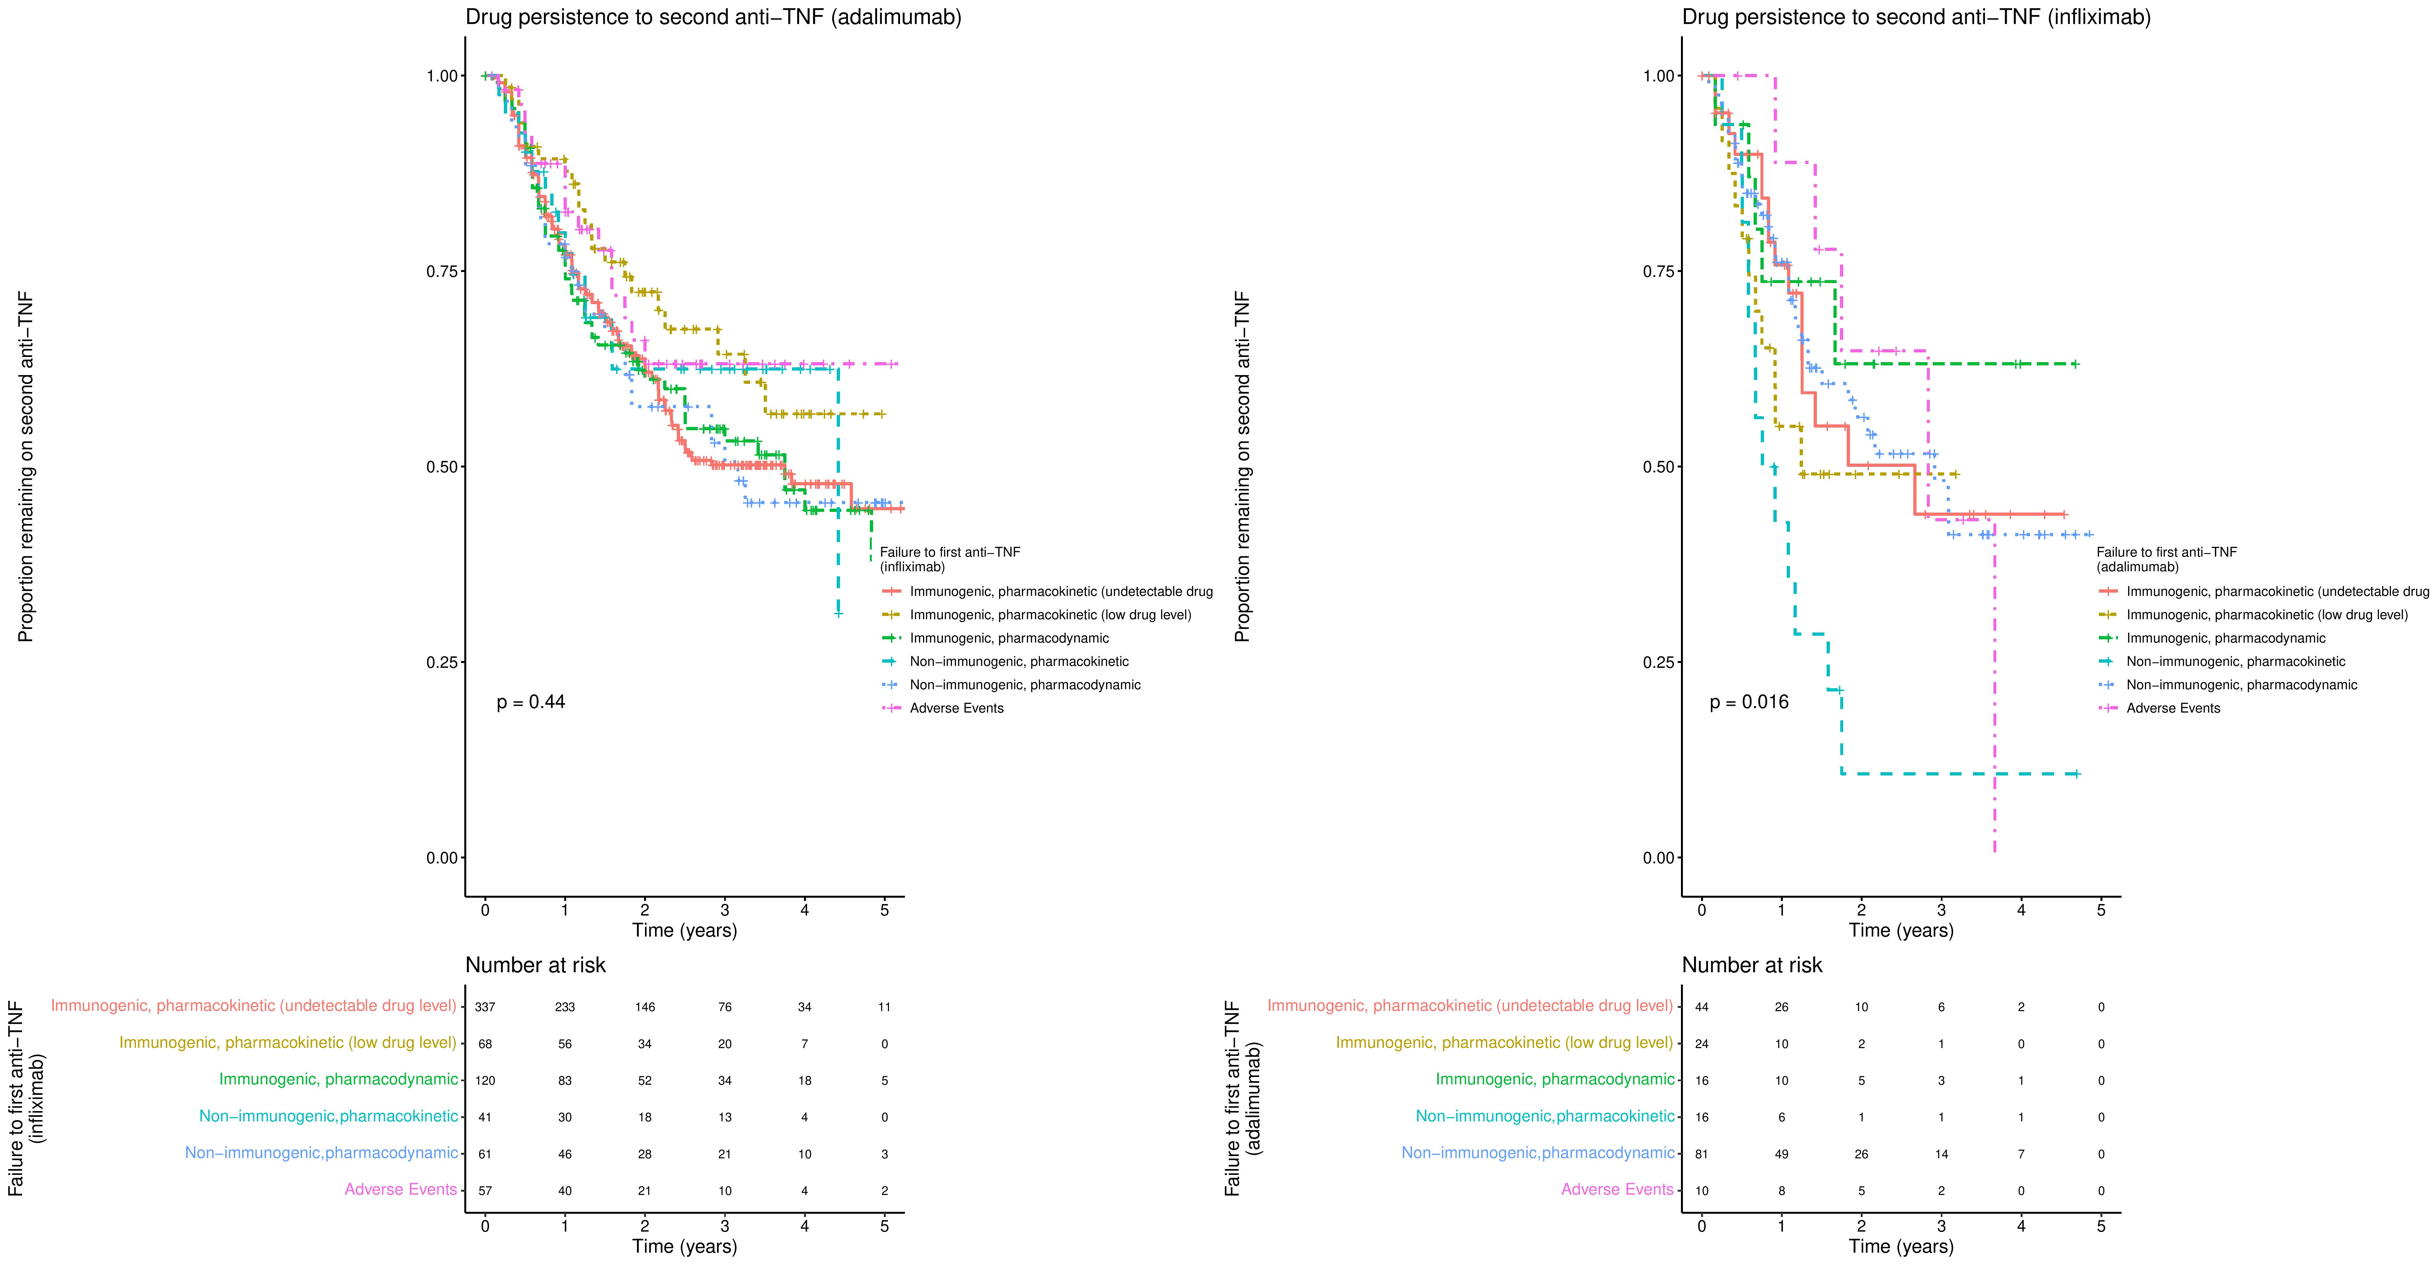 Drug persistence to second anti−TNF (adalimumab)
Proportion remaining on second anti−TNF
1.00
0.75
0.50
0.25
0.00
p = 0.44
Failure to first anti−TNF
(infliximab)
Immunogenic, pharmacokinetic (undetectable drug
Immunogenic, pharmacokinetic (low drug level)
Immunogenic, pharmacodynamic
Non−immunogenic, pharmacokinetic
Non−immunogenic, pharmacodynamic
Adverse Events
0 1 2 3 4 5
Time (years)
Number at risk
Failure to first anti−TNF
(infliximab)
Immunogenic, pharmacokinetic (undetectable drug level) 337 233 146 76 34 11
Immunogenic, pharmacokinetic (low drug level) 68 56 34 20 7 0
Immunogenic, pharmacodynamic 120 83 52 34 18 5
Non−immunogenic,pharmacokinetic 41 30 18 13 4 0
Non−immunogenic,pharmacodynamic 61 46 28 21 10 3
Adverse Events 57 40 21 10 4 2
0 1 2 3 4 5
Time (years)
Drug persistence to second anti−TNF (infliximab)
Proportion remaining on second anti−TNF
1.00
0.75
0.50
0.25
0.00
p = 0.016
Failure to first anti−TNF
(adalimumab)
Immunogenic, pharmacokinetic (undetectable drug
Immunogenic, pharmacokinetic (low drug level)
Immunogenic, pharmacodynamic
Non−immunogenic, pharmacokinetic
Non−immunogenic, pharmacodynamic
Adverse Events
0 1 2 3 4 5
Time (years)
Number at risk
Failure to first anti−TNF
(adalimumab)
Immunogenic, pharmacokinetic (undetectable drug level) 44 26 10 6 2 0
Immunogenic, pharmacokinetic (low drug level) 24 10 2 1 0 0
Immunogenic, pharmacodynamic 16 10 5 3 1 0
Non−immunogenic,pharmacokinetic 16 6 1 1 1 0
Non−immunogenic,pharmacodynamic 81 49 26 14 7 0
Adverse Events 10 8 5 2 0 0
0 1 2 3 4 5
Time (years)